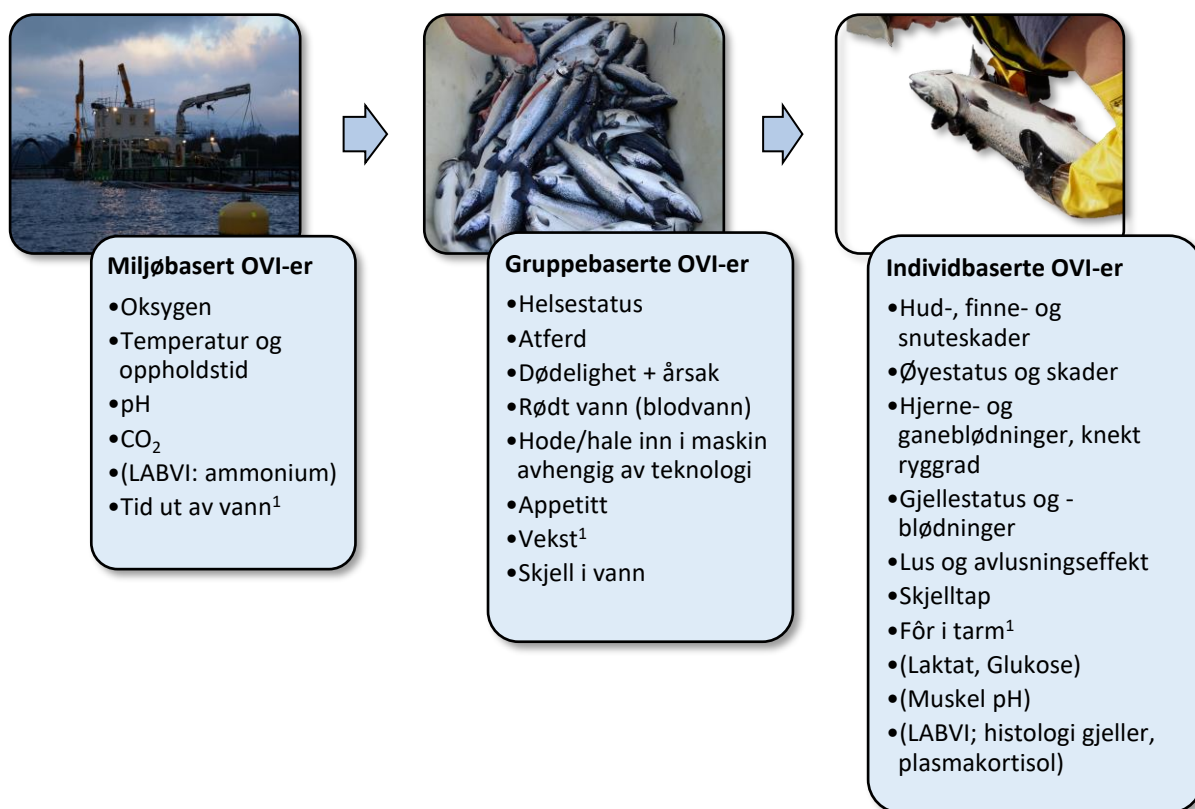 Miljøbasert OVI-er
•Oksygen
•Temperatur og
oppholdstid
•pH
•CO₂
•(LABVI: ammonium)
•Tid ut av vann¹
Gruppebaserte OVI-er
•Helsestatus
•Atferd
•Dødelighet + årsak
•Rødt vann (blodvann)
•Hode/hale inn i maskin
avhengig av teknologi
•Appetitt
•Vekst¹
•Skjell i vann
Individbaserte OVI-er
•Hud-, finne- og
snuteskader
•Øyestatus og skader
•Hjerne- og
ganeblødninger, knekt
ryggrad
•Gjellestatus og -
blødninger
•Lus og avlusningseffekt
•Skjelltap
•Fôr i tarm¹
•(Laktat, Glukose)
•(Muskel pH)
•(LABVI; histologi gjeller,
plasmakortisol)